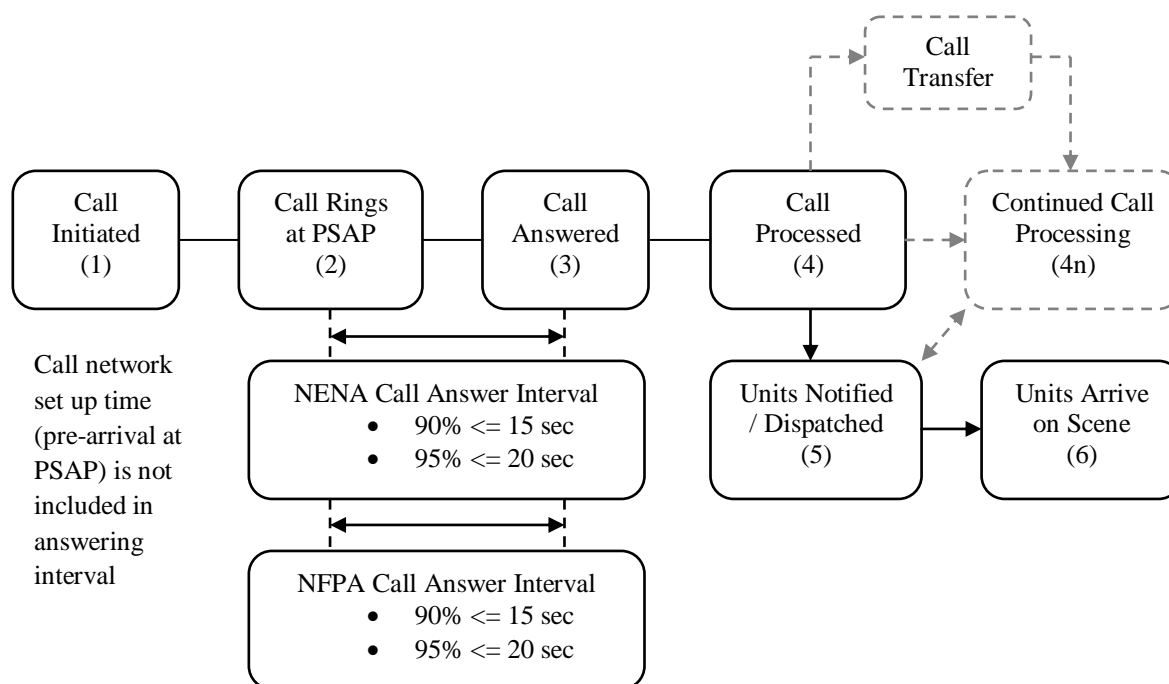 Call
Transfer
Call
Initiated
(1)
Call Rings
at PSAP
(2)
Call
Answered
(3)
Call
Processed
(4)
Continued Call
Processing
(4n)
Call network
set up time
(pre-arrival at
PSAP) is not
included in
answering
interval
NENA Call Answer Interval
• 90% <= 15 sec
• 95% <= 20 sec
Units Notified
/ Dispatched
(5)
Units Arrive
on Scene
(6)
NFPA Call Answer Interval
• 90% <= 15 sec
• 95% <= 20 sec